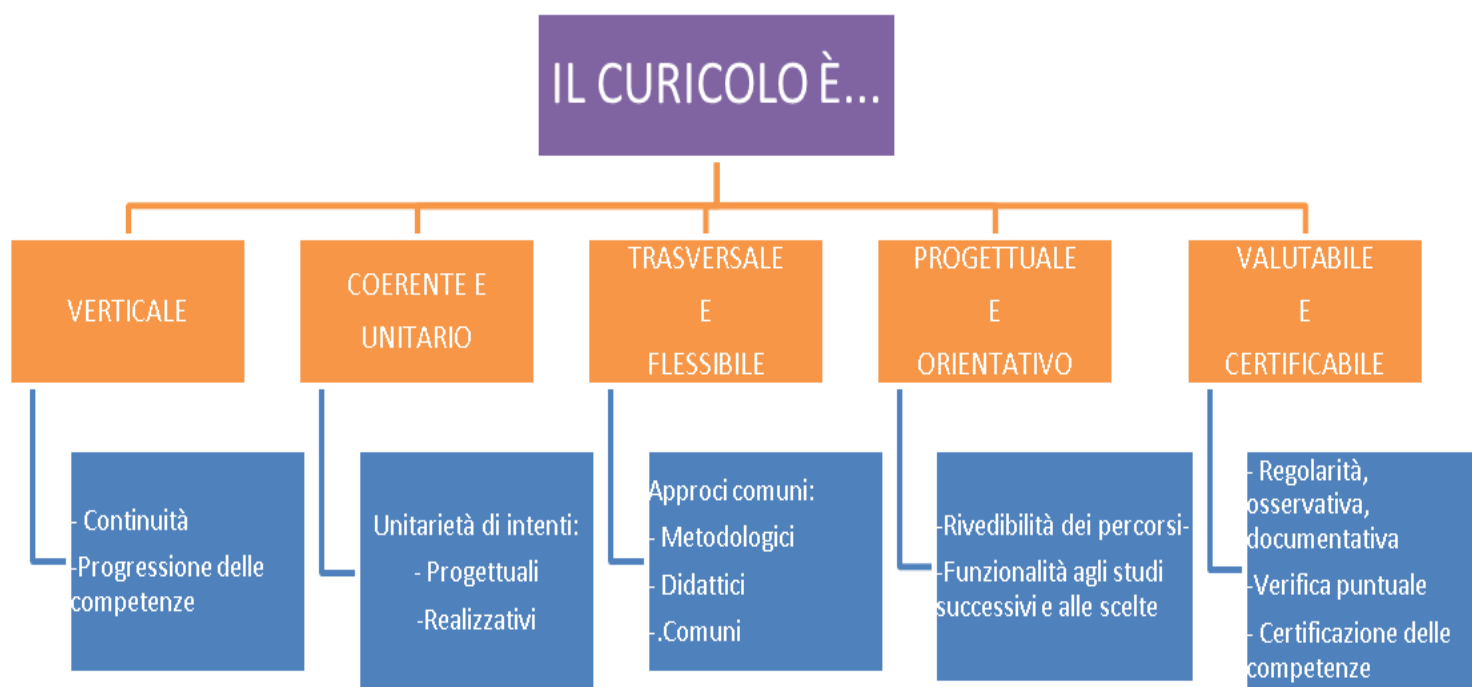 IL CURICOLO È...
VERTICALE
COERENTE E
UNITARIO
TRASVERSALE
E
FLESSIBILE
PROGETTUALE
E
ORIENTATIVO
VALUTABILE
E
CERTIFICABILE
- Continuità
-Progressione delle
competenze
Unitarietà di intenti:
- Progettuali
-Realizzativi
Approci comuni:
- Metodologici
- Didattici
-.Comuni
-Rivedibilità dei percorsi-
-Funzionalità agli studi
successivi e alle scelte
- Regolarità,
osservativa,
documentativa
-Verifica puntuale
- Certificazione delle
competenze